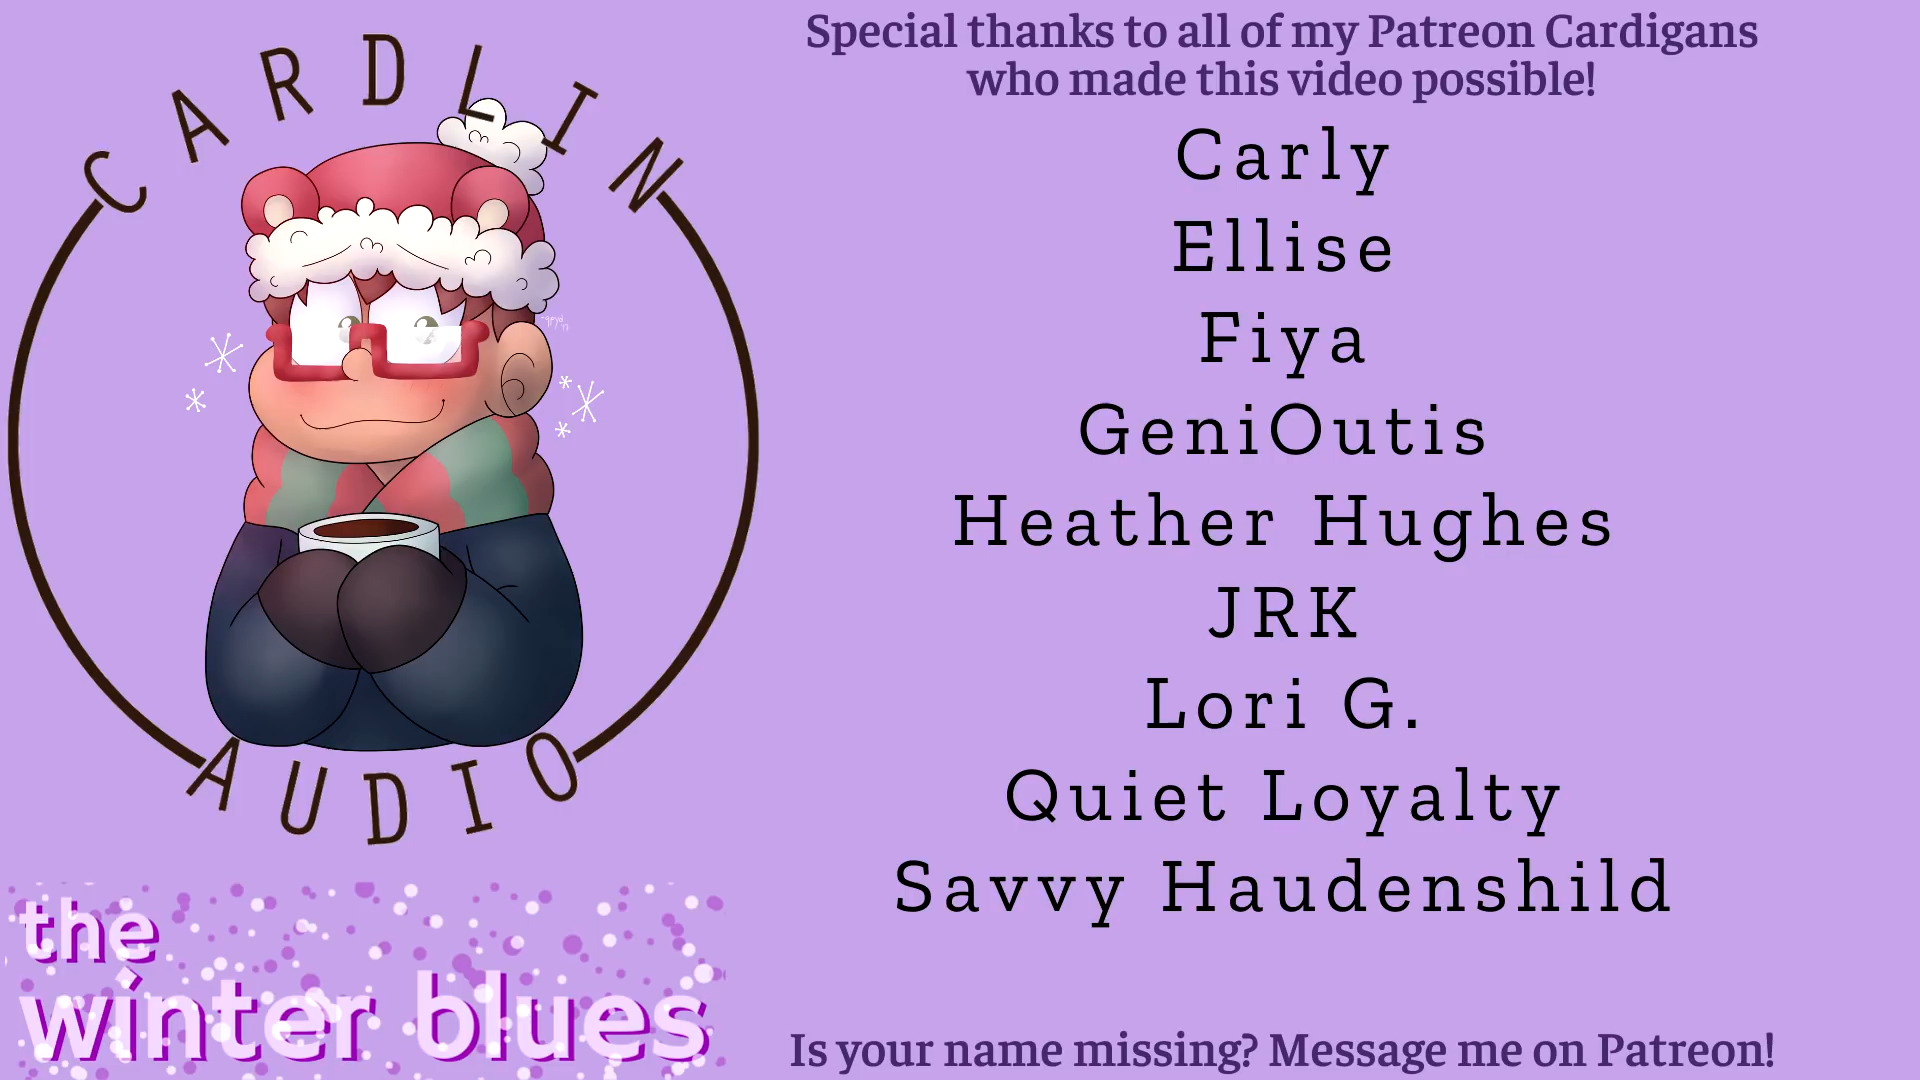 CARDLIN
AUDIO
the
winter blues
Special thanks to all of my Patreon Cardigans
who made this video possible!
Carly
Ellise
Fiya
GeniOutis
Heather Hughes
JRK
Lori G.
Quiet Loyalty
Savvy Haudenshild
Is your name missing? Message me on Patreon!